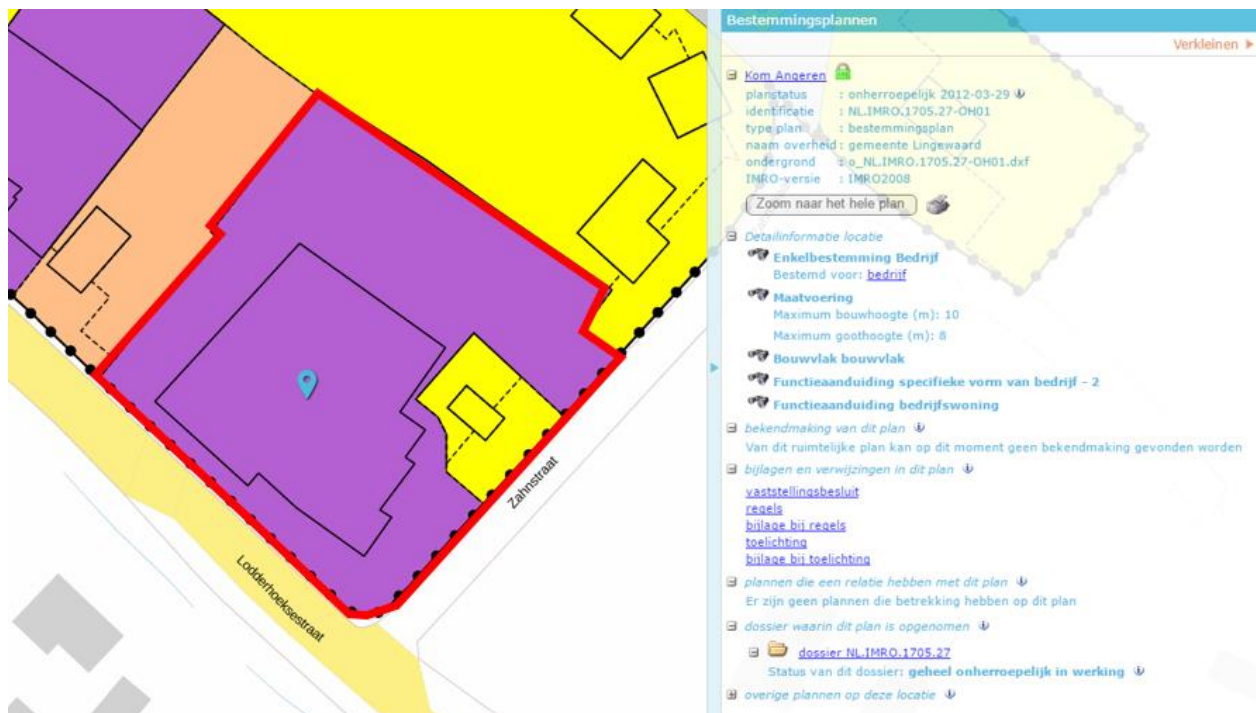 Bestemmingsplannen
Verkleinen
Kom Angeren
planstatus : onherroepelijk 2012-03-29
identificatie : NL.IMRO.1705.27-OH01
type plan : bestemmingsplan
naam overheid : gemeente Lingewaard
ondergrond : o_NL.IMRO.1705.27-OH01.dxf
IMRO-versie : IMRO2008
Zoom naar het hele plan
Detailinformatie locatie
Enkelbestemming Bedrijf
Bestemd voor: bedrijf
Maatvoering
Maximum bouwhoogte (m): 10
Maximum goothoogte (m): 8
Bouwvlak bouwvlak
Functieaanduiding specifieke vorm van bedrijf - 2
Functieaanduiding bedrijfswoning
bekendmaking van dit plan
Van dit ruimtelijke plan kan op dit moment geen bekendmaking gevonden worden
bijlagen en verwijzingen in dit plan
vaststellingsbesluit
regels
bijlage bij regels
toelichting
bijlage bij toelichting
plannen die een relatie hebben met dit plan
Er zijn geen plannen die betrekking hebben op dit plan
dossier waarin dit plan is opgenomen
dossier NL.IMRO.1705.27
Status van dit dossier: geheel onherroepelijk in werking
overige plannen op deze locatie
Zahnstraat
Lodderhoeksestraat